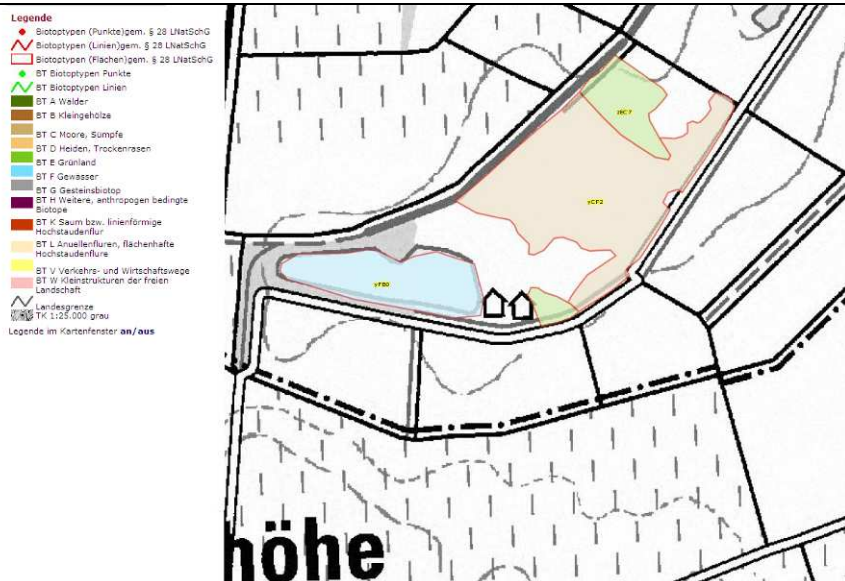 Legende
Biotoptypen (Punkte)gem. § 28 LNatSchG
Biotoptypen (Linien)gem. § 28 LNatSchG
Biotoptypen (Flächen)gem. § 28 LNatSchG
BT Biotoptypen Punkte
BT Biotoptypen Linien
BT A Wälder
BT B Kleingehölze
BT C Moore, Sümpfe
BT D Heiden, Trockenrasen
BT E Grünland
BT F Gewässer
BT G Gesteinsbiotop
BT H Weitere, anthropogen bedingte
Biotope
BT K Saum bzw. linienförmige
Hochstaudenflur
BT L Anuellenfluren, flächenhafte
Hochstaudenflure
BT V Verkehrs- und Wirtschaftswege
BT W Kleinstrukturen der freien
Landschaft
Landesgrenze
TK 1:25.000 grau
Legende im Kartenfenster an/aus
yCF2
yFB0
höhe